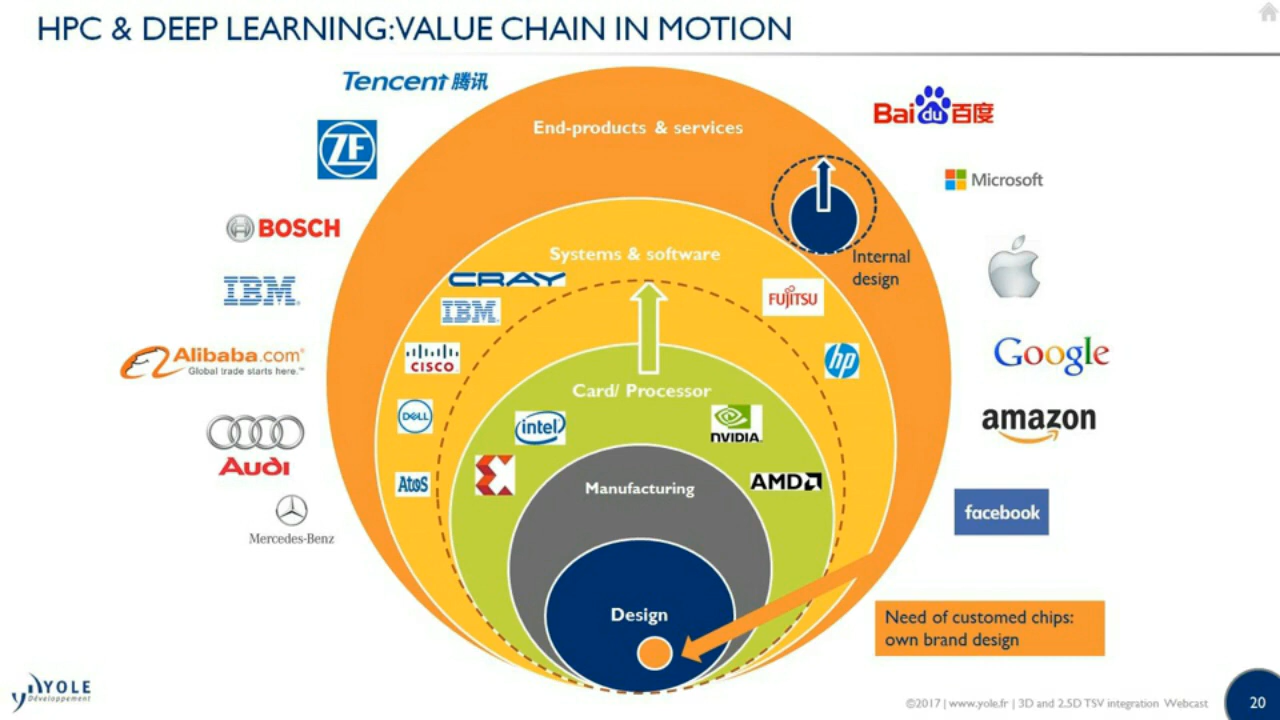 HPC & DEEP LEARNING:VALUE CHAIN IN MOTION
Tencent 腾讯
ZF
BOSCH
IBM
Alibaba.com
Global trade starts here.™
Audi
Mercedes-Benz
End-products & services
Bai du 百度
Microsoft
Internal
design
Google
amazon
facebook
Systems & software
CRAY
IBM
CISCO
DELL
AtoS
FUJITSU
hp
Card/ Processor
intel
NVIDIA
AMD
Manufacturing
Design
Need of customed chips:
own brand design
YOLE
Développement
©2017 | www.yole.fr | 3D and 2.5D TSV integration Webcast
20